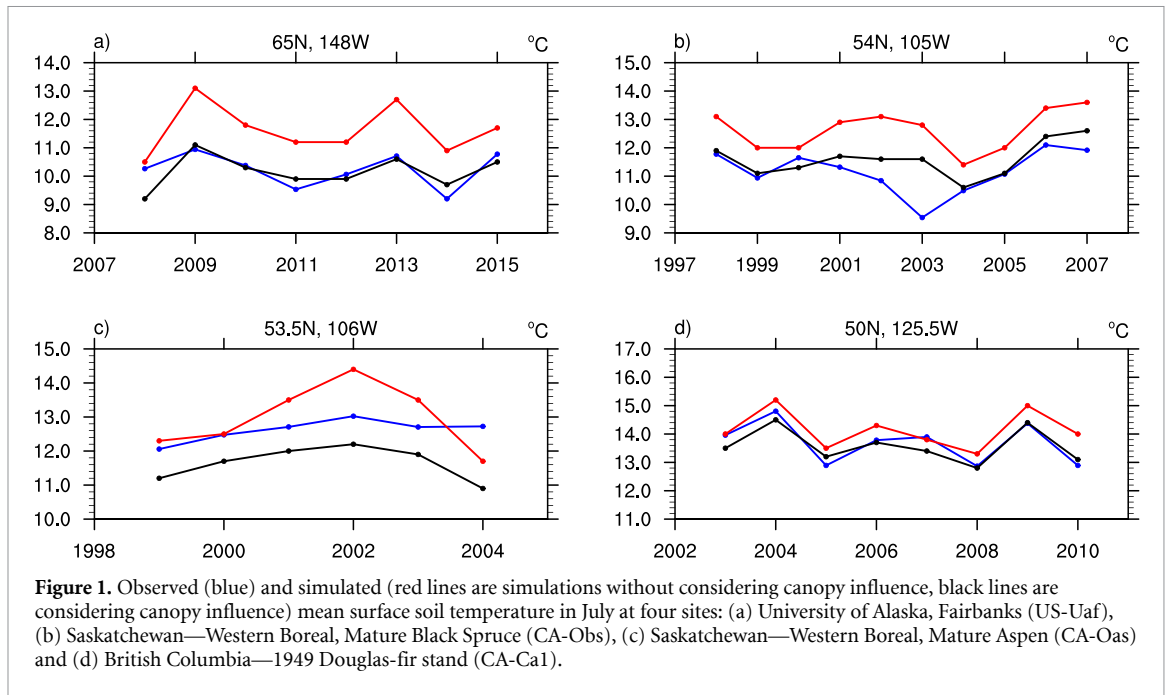 a) 65N, 148W °C
14.0
13.0
12.0
11.0
10.0
9.0
8.0
2007 2009 2011 2013 2015
b) 54N, 105W °C
15.0
14.0
13.0
12.0
11.0
10.0
9.0
1997 1999 2001 2003 2005 2007
c) 53.5N, 106W °C
15.0
14.0
13.0
12.0
11.0
10.0
1998 2000 2002 2004
d) 50N, 125.5W °C
17.0
16.0
15.0
14.0
13.0
12.0
11.0
2002 2004 2006 2008 2010
Figure 1. Observed (blue) and simulated (red lines are simulations without considering canopy influence, black lines are
considering canopy influence) mean surface soil temperature in July at four sites: (a) University of Alaska, Fairbanks (US-Uaf),
(b) Saskatchewan—Western Boreal, Mature Black Spruce (CA-Obs), (c) Saskatchewan—Western Boreal, Mature Aspen (CA-Oas)
and (d) British Columbia—1949 Douglas-fir stand (CA-Ca1).